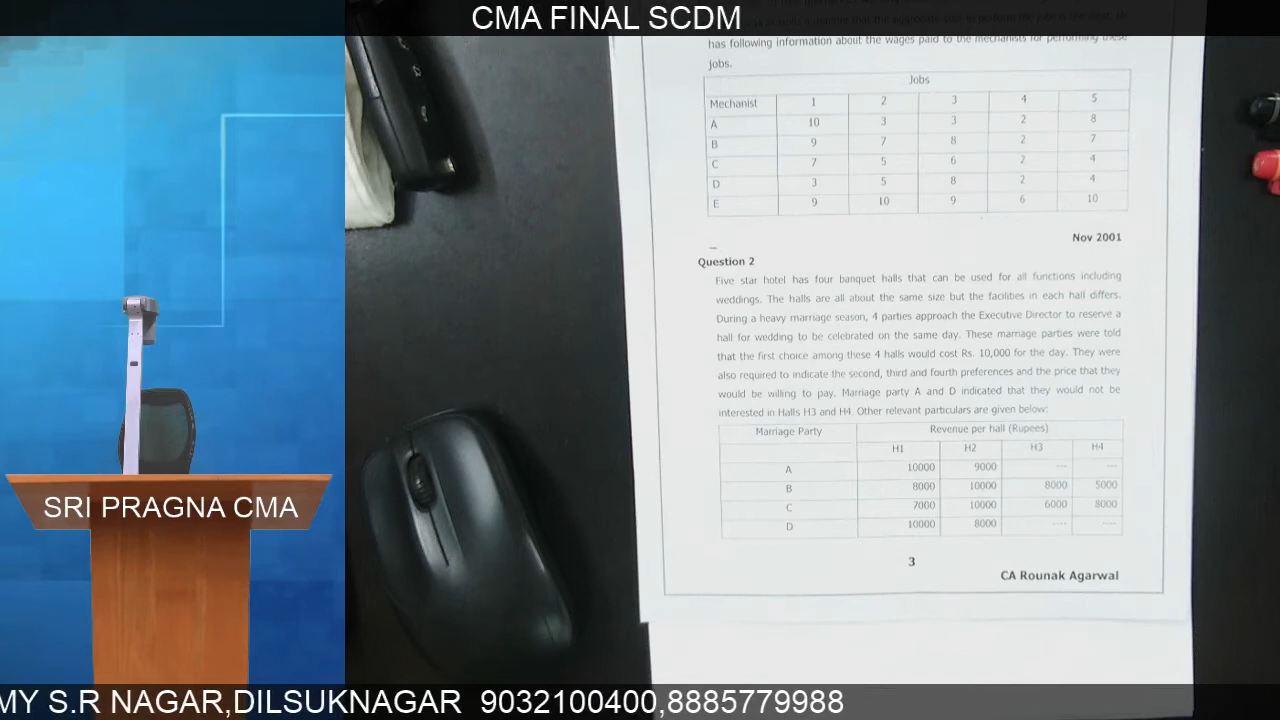 CMA FINAL SCDM
has following information about the wages paid to the mechanists for performing these
jobs.
Jobs
Mechanist 1 2 3 4 5
A 10 3 3 2 8
B 9 7 8 2 7
C 7 5 6 2 4
D 3 5 8 2 4
E 9 10 9 6 10
Nov 2001
Question 2
Five star hotel has four banquet halls that can be used for all functions including
weddings. The halls are all about the same size but the facilities in each hall differs.
During a heavy marriage season, 4 parties approach the Executive Director to reserve a
hall for wedding to be celebrated on the same day. These marriage parties were told
that the first choice among these 4 halls would cost Rs. 10,000 for the day. They were
also required to indicate the second, third and fourth preferences and the price that they
would be willing to pay. Marriage party A and D indicated that they would not be
interested in Halls H3 and H4. Other relevant particulars are given below:
Marriage Party Revenue per hall (Rupees)
H1 H2 H3 H4
A 10000 9000 --- ---
B 8000 10000 8000 5000
C 7000 10000 6000 8000
D 10000 8000 ---- ----
3
CA Rounak Agarwal
SRI PRAGNA CMA
MY S.R NAGAR,DILSUKNAGAR 9032100400,8885779988